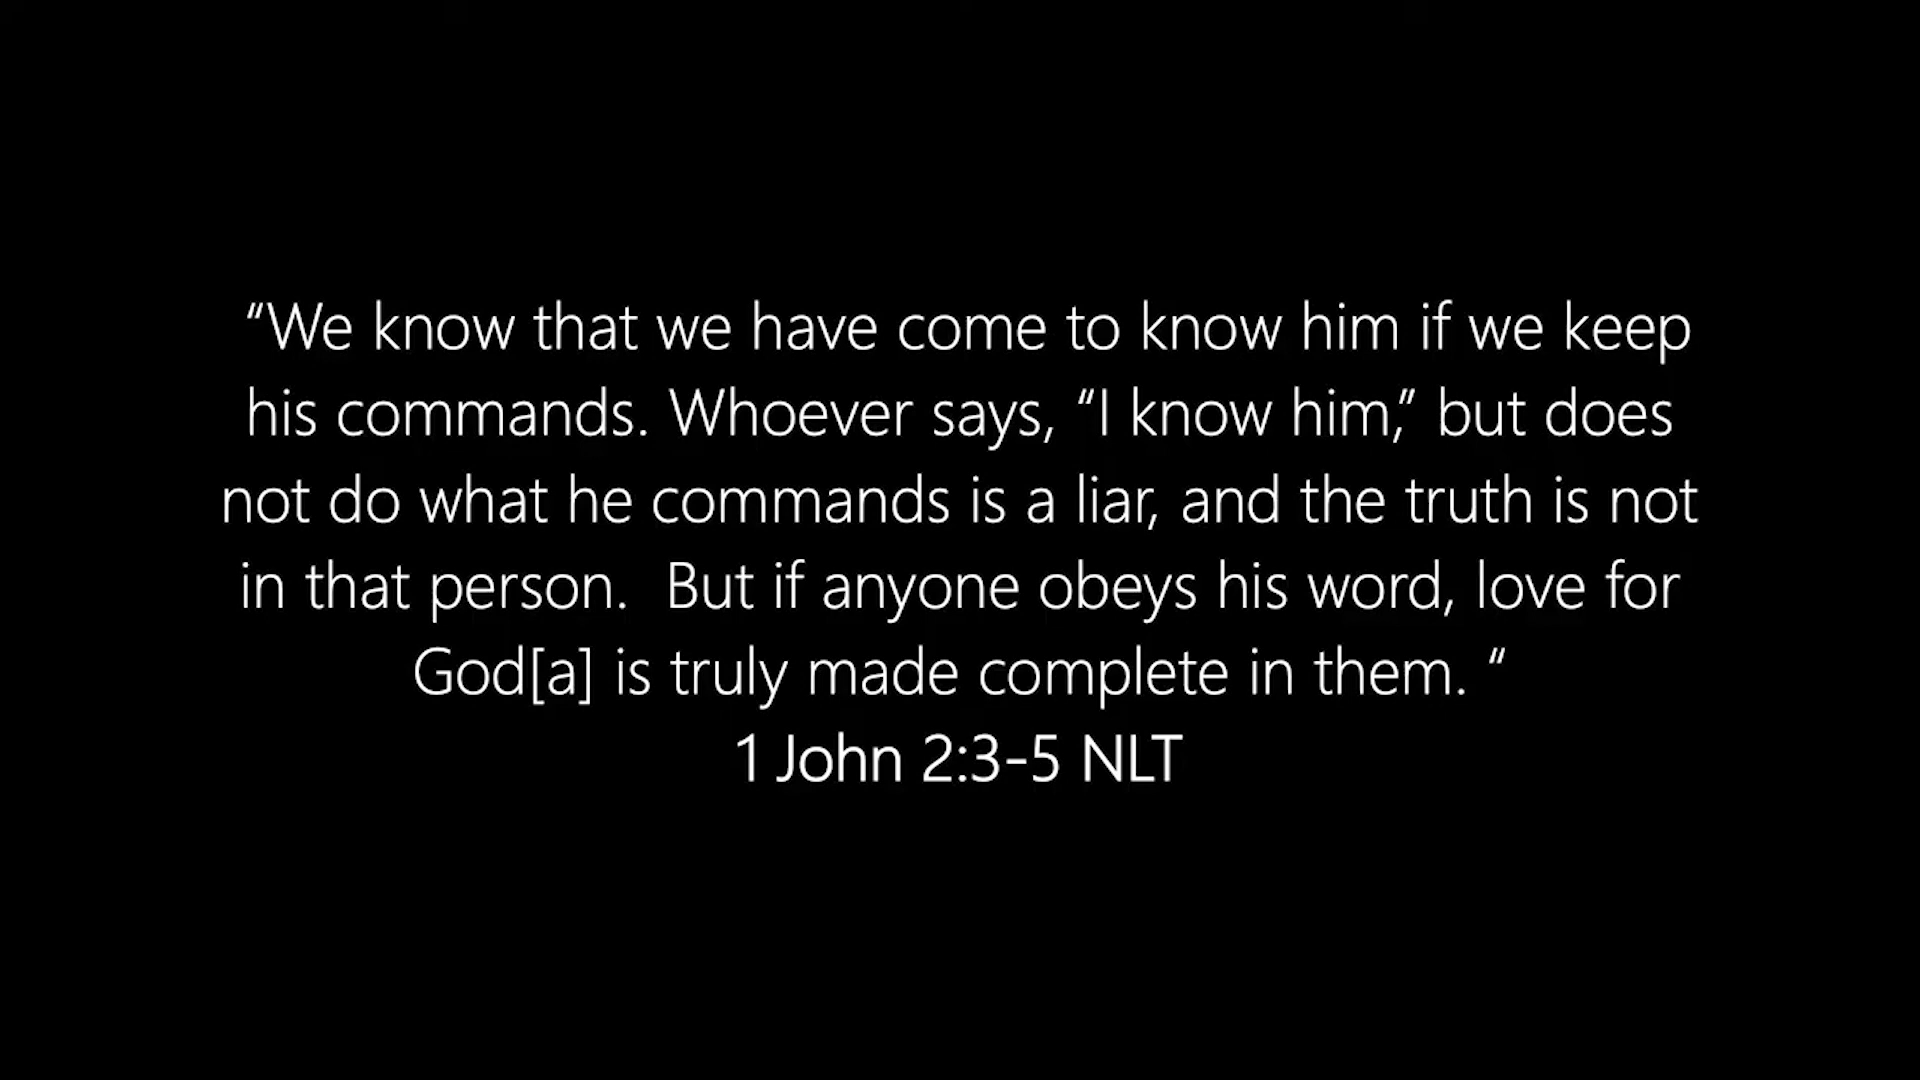 “We know that we have come to know him if we keep
his commands. Whoever says, “I know him,” but does
not do what he commands is a liar, and the truth is not
in that person.  But if anyone obeys his word, love for
God[a] is truly made complete in them. “
1 John 2:3-5 NLT